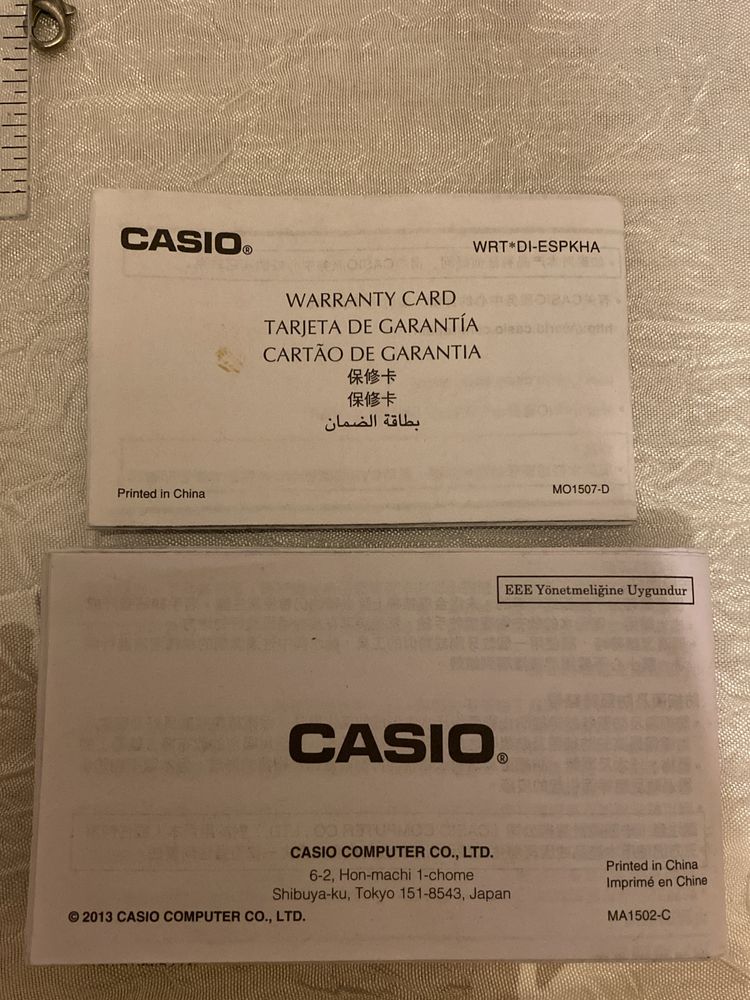 CASIO®
WRT*DI-ESPKHA
WARRANTY CARD
TARJETA DE GARANTÍA
CARTÃO DE GARANTIA
保修卡
保修卡
بطاقة الضمان
Printed in China
MO1507-D
EEE Yönetmeliğine Uygundur
CASIO®
CASIO COMPUTER CO., LTD.
6-2, Hon-machi 1-chome
Shibuya-ku, Tokyo 151-8543, Japan
Printed in China
Imprimé en Chine
© 2013 CASIO COMPUTER CO., LTD.
MA1502-C